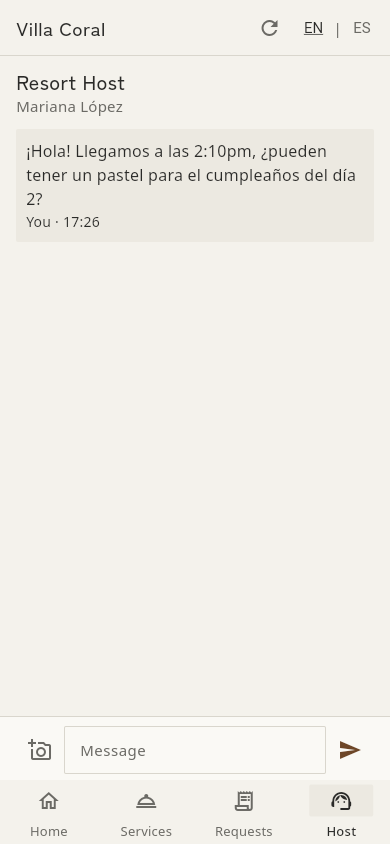 Villa Coral
EN | ES
Resort Host
Mariana López
¡Hola! Llegamos a las 2:10pm, ¿pueden
tener un pastel para el cumpleaños del día
2?
You · 17:26
Message
Home
Services
Requests
Host